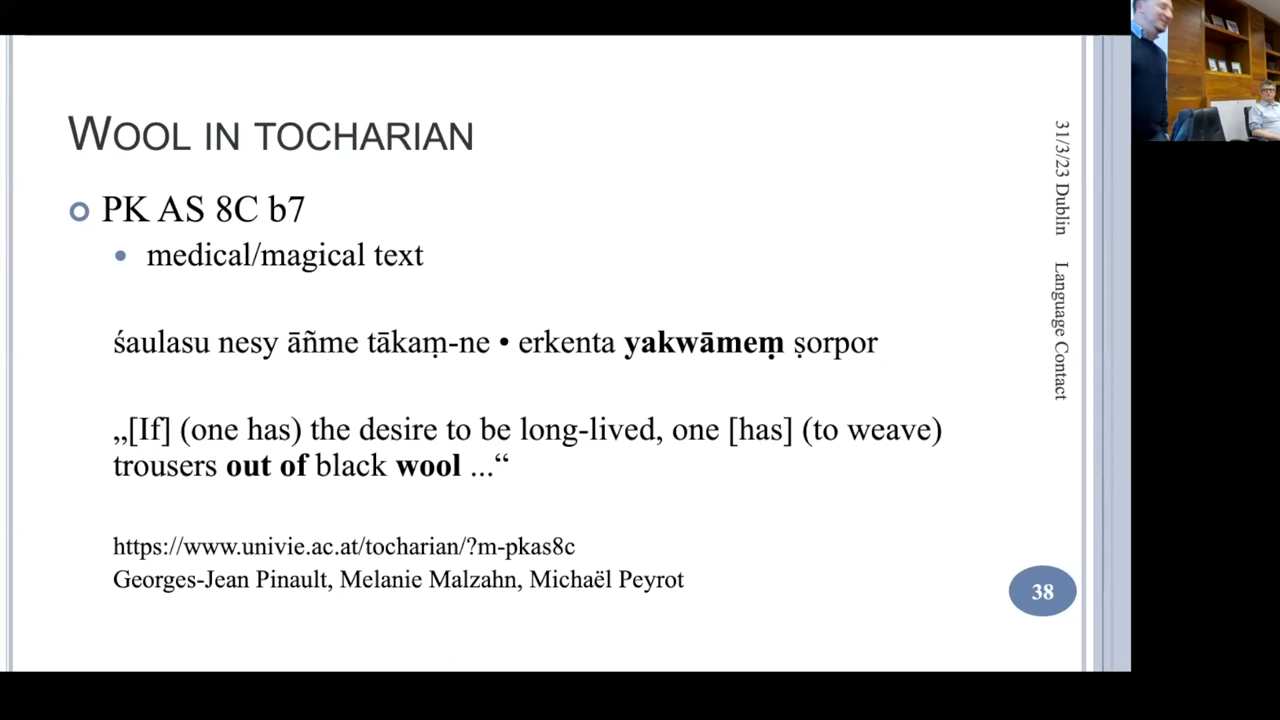 WOOL IN TOCHARIAN
PK AS 8C b7
medical/magical text
śaulasu nesy āñme tākaṃ-ne • erkenta yakwāmeṃ ṣorpor
„[If] (one has) the desire to be long-lived, one [has] (to weave)
trousers out of black wool ...“
https://www.univie.ac.at/tocharian/?m-pkas8c
Georges-Jean Pinault, Melanie Malzahn, Michaël Peyrot
31/3/23 Dublin Language Contact
38